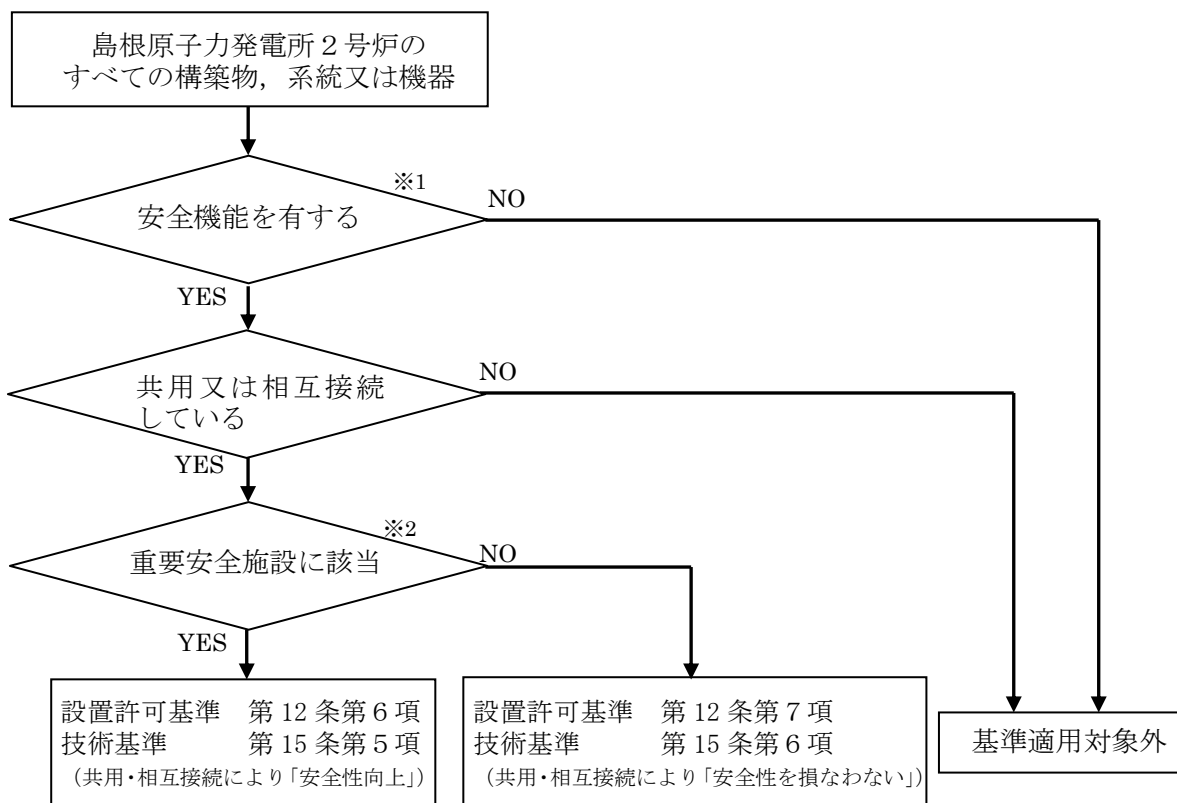 島根原子力発電所２号炉の
すべての構築物，系統又は機器
※1
安全機能を有する
NO
YES
共用又は相互接続
している
NO
YES
※2
重要安全施設に該当
NO
YES
設置許可基準　第 12 条第６項
技術基準　　　第 15 条第５項
（共用・相互接続により「安全性向上」）
設置許可基準　第 12 条第７項
技術基準　　　第 15 条第６項
（共用・相互接続により「安全性を損なわない」）
基準適用対象外